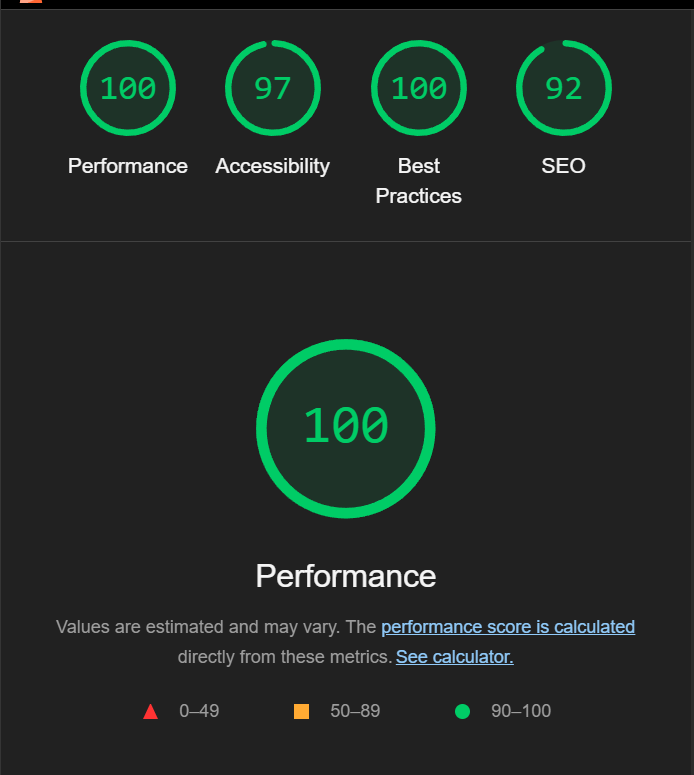 100
97
100
92
Performance
Accessibility
Best
Practices
SEO
100
Performance
Values are estimated and may vary. The performance score is calculated
directly from these metrics. See calculator.
0–49
50–89
90–100